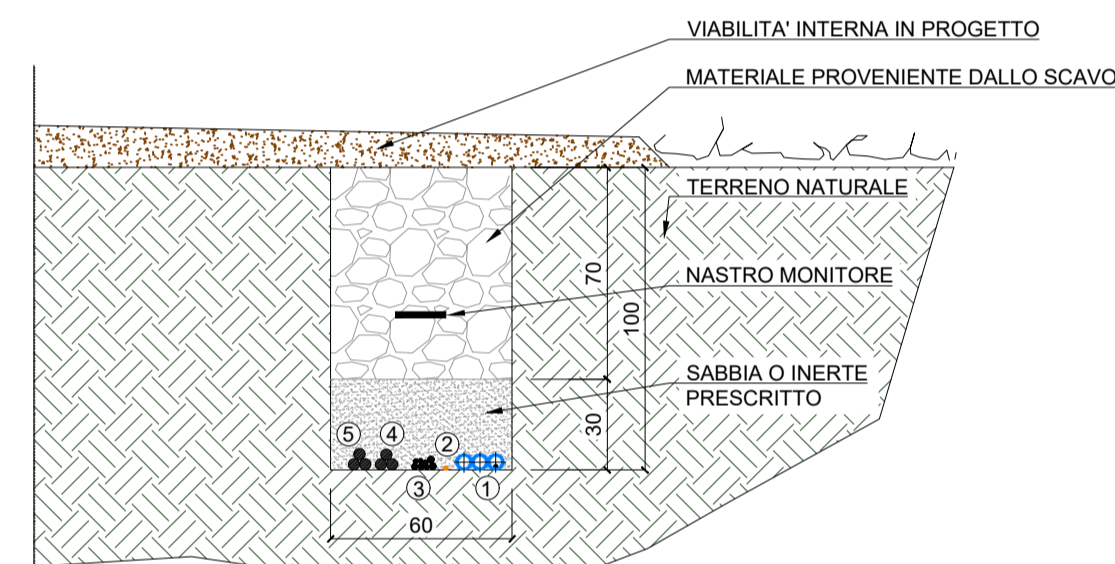 VIABILITA' INTERNA IN PROGETTO
MATERIALE PROVENIENTE DALLO SCAVO
TERRENO NATURALE
70
NASTRO MONITORE
100
SABBIA O INERTE
PRESCRITTO
30
5
4
2
3
1
60